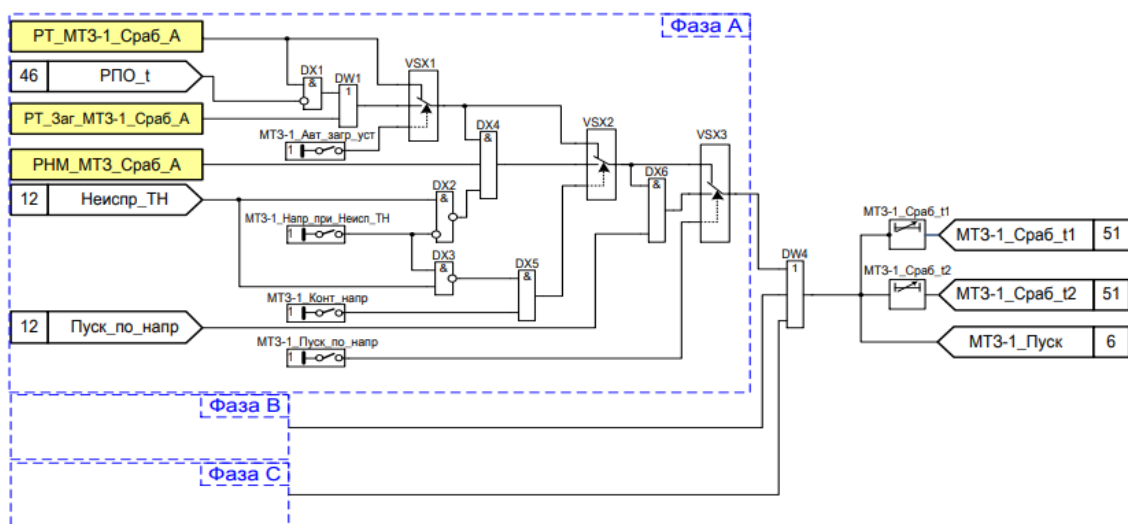 Фаза А
РТ_МТЗ-1_Сраб_А
46 РПО_t
РТ_Заг_МТЗ-1_Сраб_А
РНМ_МТЗ_Сраб_А
12 Неиспр_ТН
12 Пуск_по_напр
DX1
&
DW1
1
VSX1
МТЗ-1_Авт_загр_уст
1
DX4
&
VSX2
VSX3
DX2
&
МТЗ-1_Напр_при_Неисп_ТН
1
DX3
&
DX5
&
DX6
&
МТЗ-1_Конт_напр
1
МТЗ-1_Пуск_по_напр
1
DW4
1
МТЗ-1_Сраб_t1
МТЗ-1_Сраб_t1 51
МТЗ-1_Сраб_t2
МТЗ-1_Сраб_t2 51
МТЗ-1_Пуск 6
Фаза В
Фаза С